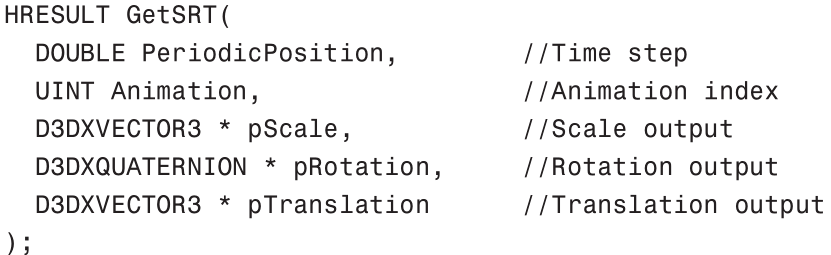 HRESULT GetSRT(
DOUBLE PeriodicPosition, //Time step
UINT Animation, //Animation index
D3DXVECTOR3 * pScale, //Scale output
D3DXQUATERNION * pRotation, //Rotation output
D3DXVECTOR3 * pTranslation //Translation output
);